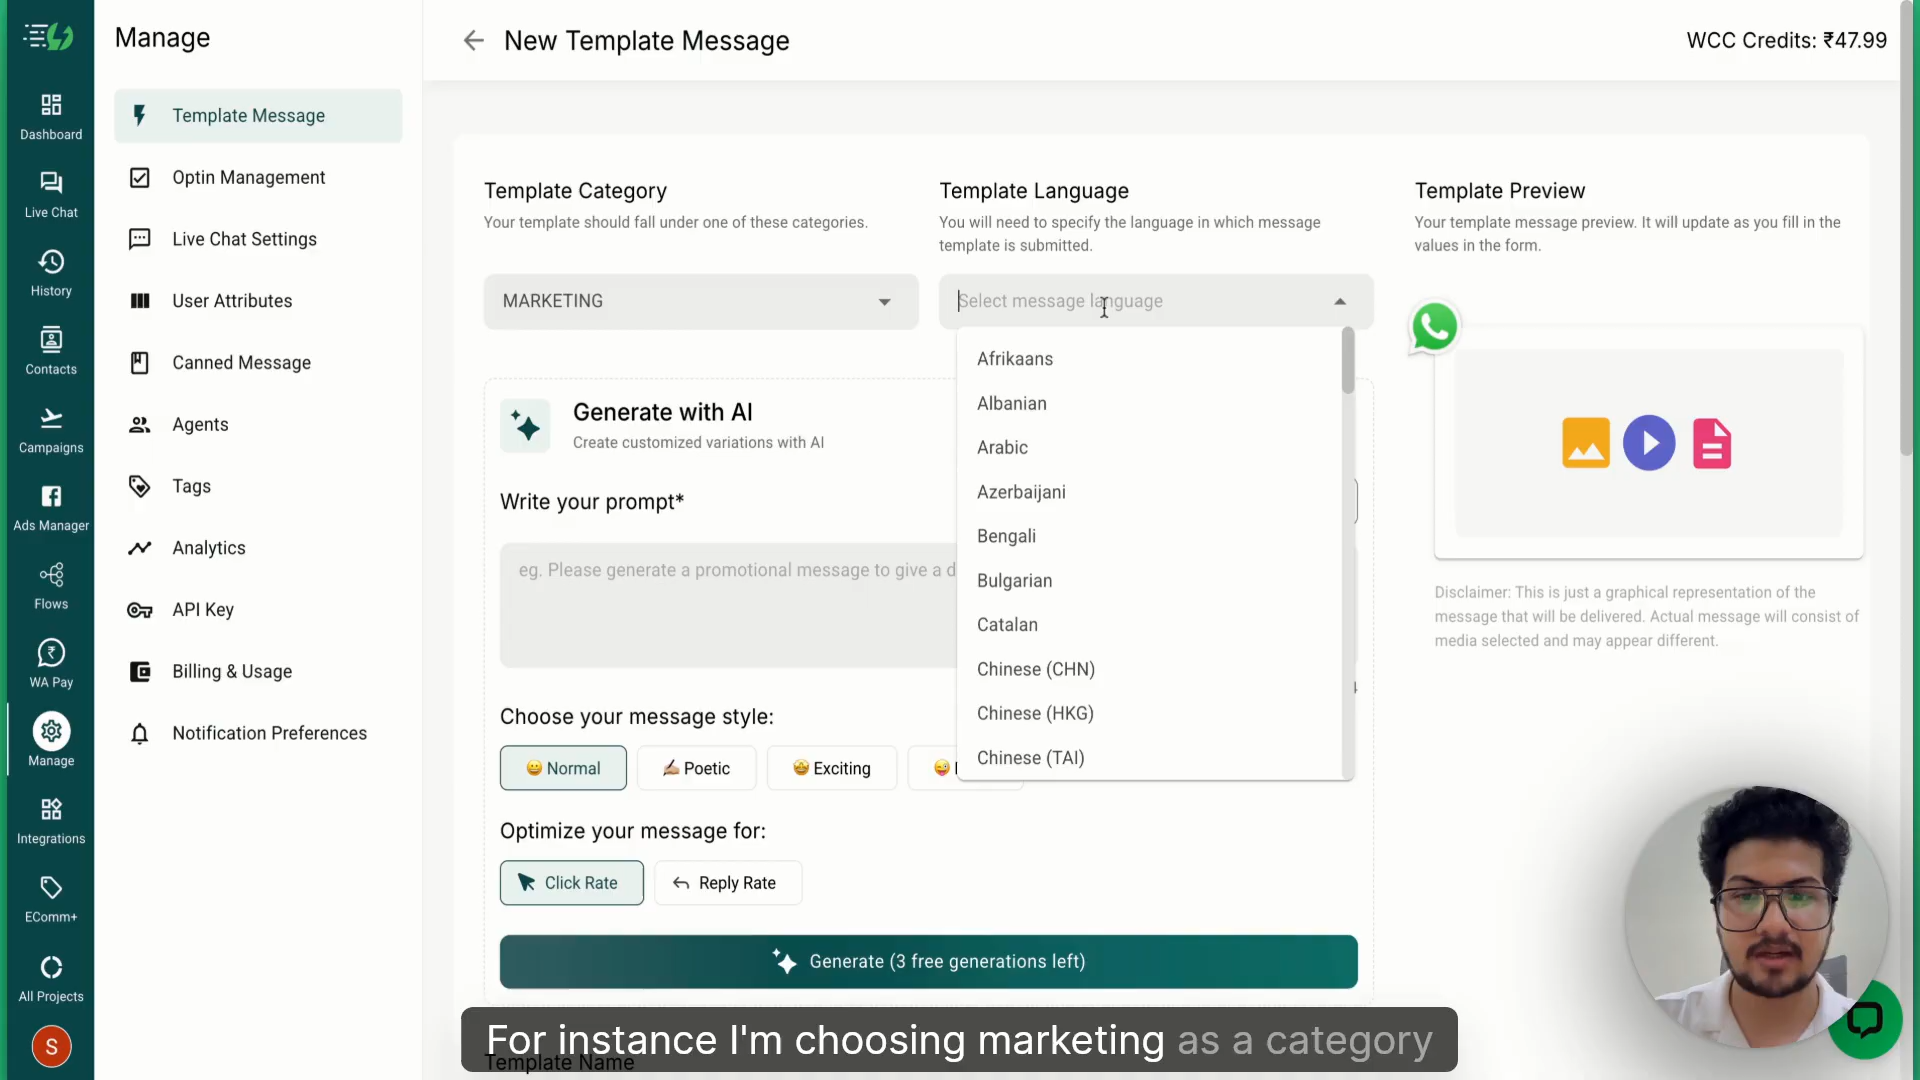 Manage
New Template Message
WCC Credits: ₹47.99
Dashboard
Live Chat
History
Contacts
Campaigns
Ads Manager
Flows
WA Pay
Manage
Integrations
EComm+
All Projects
S
Template Message
Optin Management
Live Chat Settings
User Attributes
Canned Message
Agents
Tags
Analytics
API Key
Billing & Usage
Notification Preferences
Template Category
Your template should fall under one of these categories.
MARKETING
Template Language
You will need to specify the language in which message
template is submitted.
Select message language
Afrikaans
Albanian
Arabic
Azerbaijani
Bengali
Bulgarian
Catalan
Chinese (CHN)
Chinese (HKG)
Chinese (TAI)
Template Preview
Your template message preview. It will update as you fill in the
values in the form.
Disclaimer: This is just a graphical representation of the
message that will be delivered. Actual message will consist of
media selected and may appear different.
Generate with AI
Create customized variations with AI
Write your prompt*
eg. Please generate a promotional message to give a d
Choose your message style:
Normal
Poetic
Exciting
Optimize your message for:
Click Rate
Reply Rate
Generate (3 free generations left)
For instance I'm choosing marketing as a category
Template Name